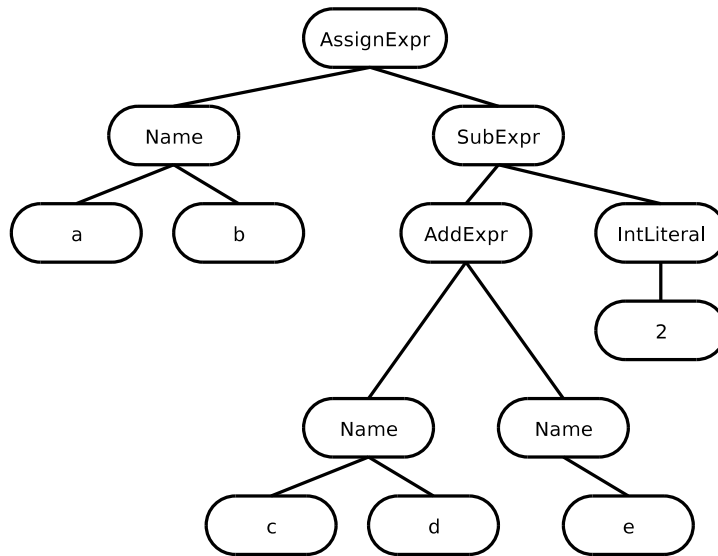 AssignExpr
Name
SubExpr
a
b
AddExpr
IntLiteral
2
Name
Name
c
d
e